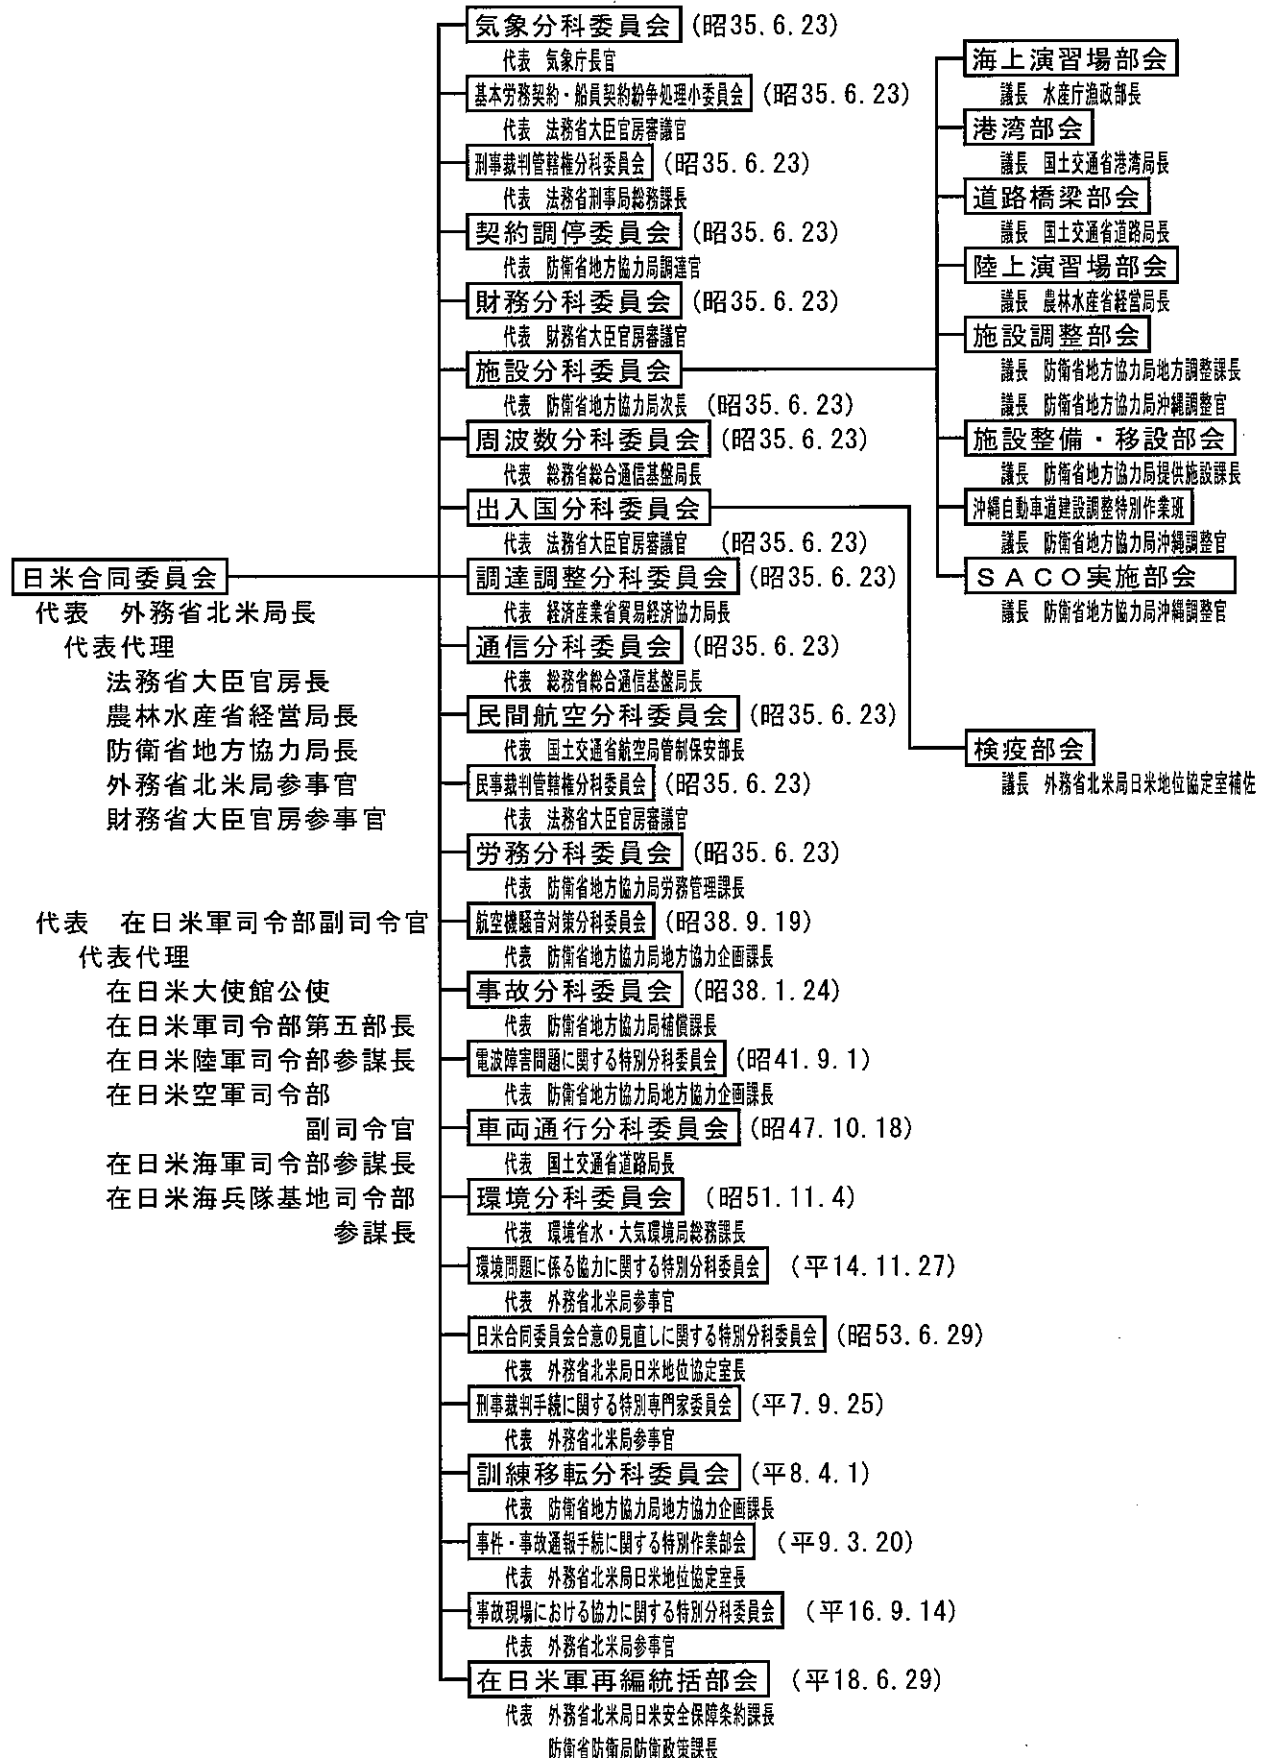 日米合同委員会
代表 外務省北米局長
代表代理
法務省大臣官房長
農林水産省経営局長
防衛省地方協力局長
外務省北米局参事官
財務省大臣官房参事官
代表 在日米軍司令部副司令官
代表代理
在日米大使館公使
在日米軍司令部第五部長
在日米陸軍司令部参謀長
在日米空軍司令部
副司令官
在日米海軍司令部参謀長
在日米海兵隊基地司令部
参謀長
気象分科委員会 (昭35.6.23)
代表 気象庁長官
基本労務契約・船員契約紛争処理小委員会 (昭35.6.23)
代表 法務省大臣官房審議官
刑事裁判管轄権分科委員会 (昭35.6.23)
代表 法務省刑事局総務課長
契約調停委員会 (昭35.6.23)
代表 防衛省地方協力局調達官
財務分科委員会 (昭35.6.23)
代表 財務省大臣官房審議官
施設分科委員会
代表 防衛省地方協力局次長 (昭35.6.23)
周波数分科委員会 (昭35.6.23)
代表 総務省総合通信基盤局長
出入国分科委員会
代表 法務省大臣官房審議官 (昭35.6.23)
調達調整分科委員会 (昭35.6.23)
代表 経済産業省貿易経済協力局長
通信分科委員会 (昭35.6.23)
代表 総務省総合通信基盤局長
民間航空分科委員会 (昭35.6.23)
代表 国土交通省航空局管制保安部長
民事裁判管轄権分科委員会 (昭35.6.23)
代表 法務省大臣官房審議官
労務分科委員会 (昭35.6.23)
代表 防衛省地方協力局労務管理課長
航空機騒音対策分科委員会 (昭38.9.19)
代表 防衛省地方協力局地方協力企画課長
事故分科委員会 (昭38.1.24)
代表 防衛省地方協力局補償課長
電波障害問題に関する特別分科委員会 (昭41.9.1)
代表 防衛省地方協力局地方協力企画課長
車両通行分科委員会 (昭47.10.18)
代表 国土交通省道路局長
環境分科委員会 (昭51.11.4)
代表 環境省水・大気環境局総務課長
環境問題に係る協力に関する特別分科委員会 (平14.11.27)
代表 外務省北米局参事官
日米合同委員会合意の見直しに関する特別分科委員会 (昭53.6.29)
代表 外務省北米局日米地位協定室長
刑事裁判手続に関する特別専門家委員会 (平7.9.25)
代表 外務省北米局参事官
訓練移転分科委員会 (平8.4.1)
代表 防衛省地方協力局地方協力企画課長
事件・事故通報手続に関する特別作業部会 (平9.3.20)
代表 外務省北米局日米地位協定室長
事故現場における協力に関する特別分科委員会 (平16.9.14)
代表 外務省北米局参事官
在日米軍再編統括部会 (平18.6.29)
代表 外務省北米局日米安全保障条約課長
防衛省防衛局防衛政策課長
海上演習場部会
議長 水産庁漁政部長
港湾部会
議長 国土交通省港湾局長
道路橋梁部会
議長 国土交通省道路局長
陸上演習場部会
議長 農林水産省経営局長
施設調整部会
議長 防衛省地方協力局地方調整課長
議長 防衛省地方協力局沖縄調整官
施設整備・移設部会
議長 防衛省地方協力局提供施設課長
沖縄自動車道建設調整特別作業班
議長 防衛省地方協力局沖縄調整官
SACO実施部会
議長 防衛省地方協力局沖縄調整官
検疫部会
議長 外務省北米局日米地位協定室補佐